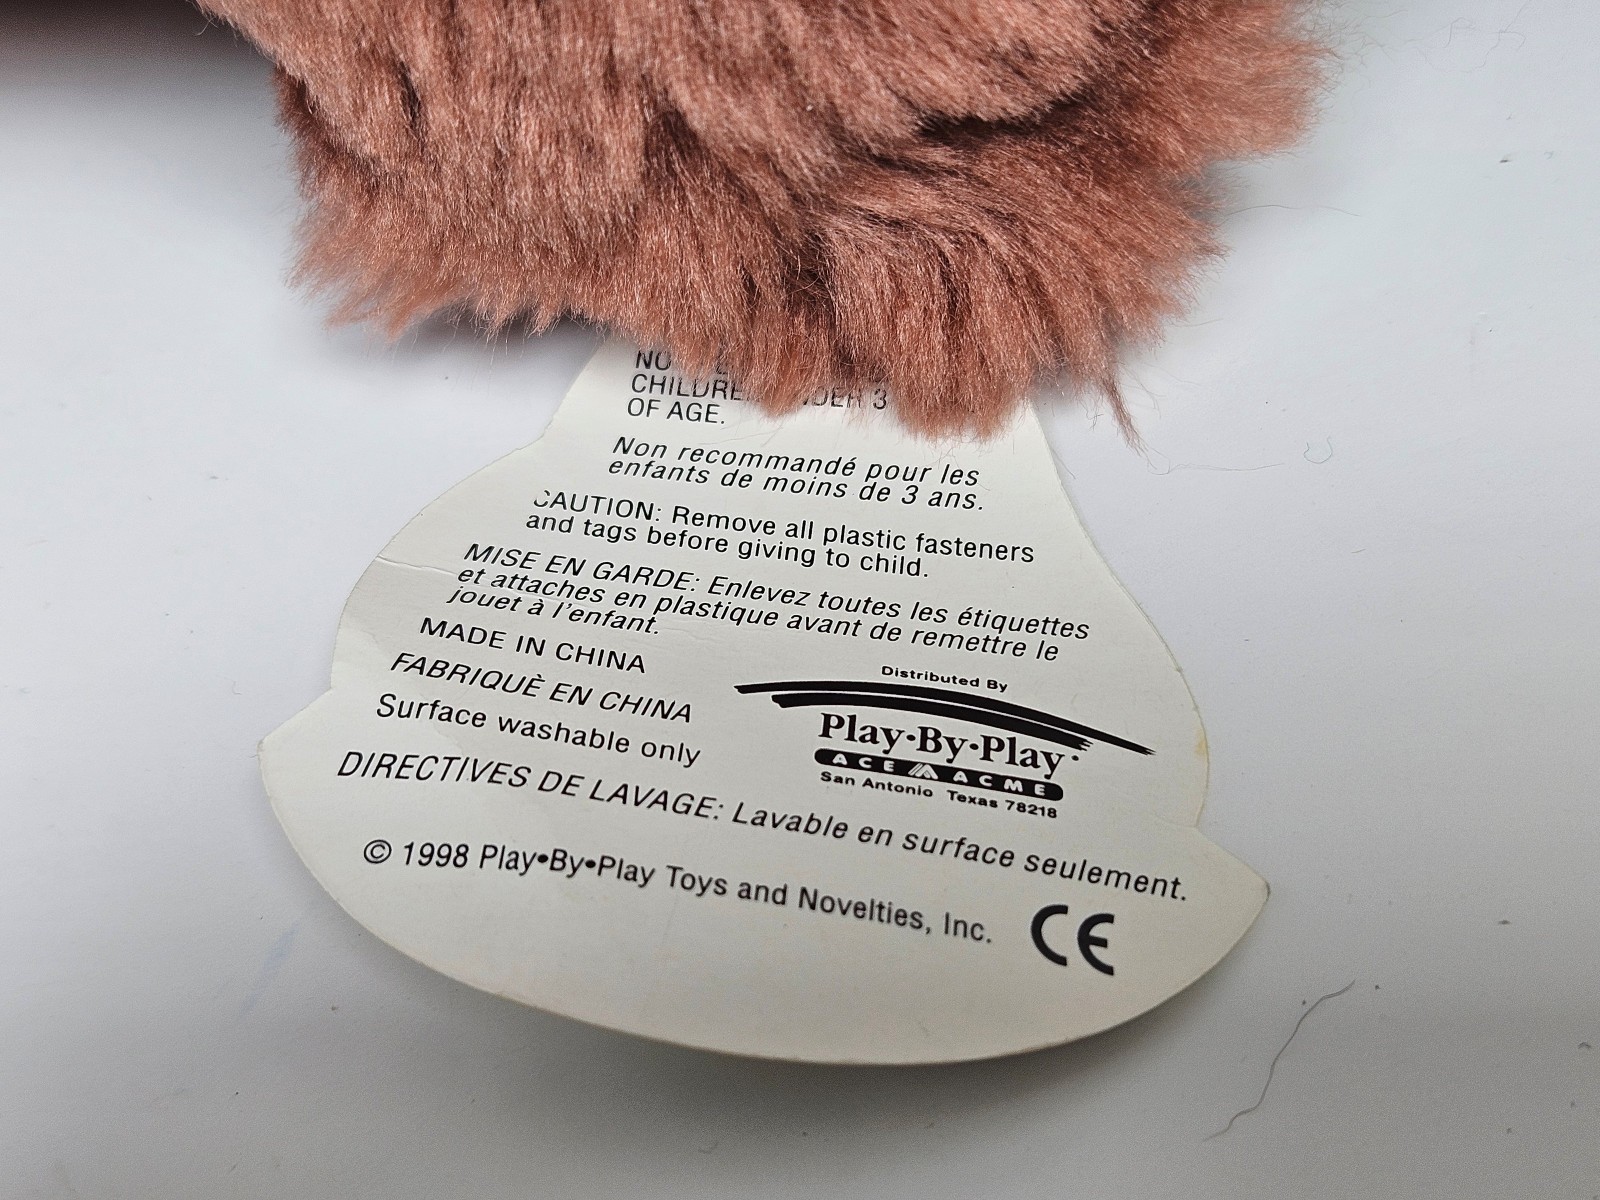 CHILDREN UNDER 3
OF AGE.
Non recommandé pour les
enfants de moins de 3 ans.
CAUTION: Remove all plastic fasteners
and tags before giving to child.
MISE EN GARDE: Enlevez toutes les étiquettes
et attaches en plastique avant de remettre le
jouet à l'enfant.
MADE IN CHINA
FABRIQUÈ EN CHINA
Surface washable only
Distributed By
Play•By•Play
ACE ACME
San Antonio Texas 78218
DIRECTIVES DE LAVAGE: Lavable en surface seulement.
© 1998 Play•By•Play Toys and Novelties, Inc. CE